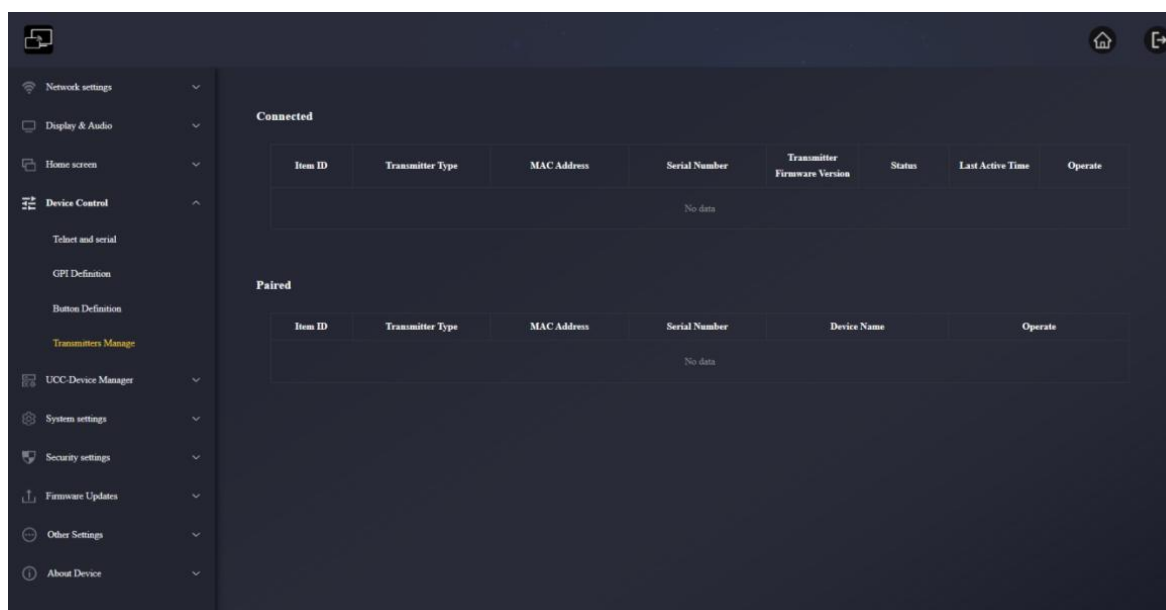 Network settings
Display & Audio
Home screen
Device Control
Telnet and serial
GPI Definition
Button Definition
Transmitters Manage
UCC-Device Manager
System settings
Security settings
Firmware Updates
Other Settings
About Device
Connected
Item ID Transmitter Type MAC Address Serial Number Transmitter Firmware Version Status Last Active Time Operate
No data
Paired
Item ID Transmitter Type MAC Address Serial Number Device Name Operate
No data